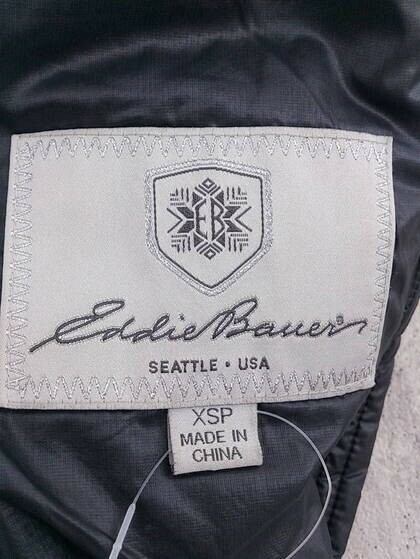 EB
Eddie Bauer®
SEATTLE • USA
XSP
MADE IN
CHINA